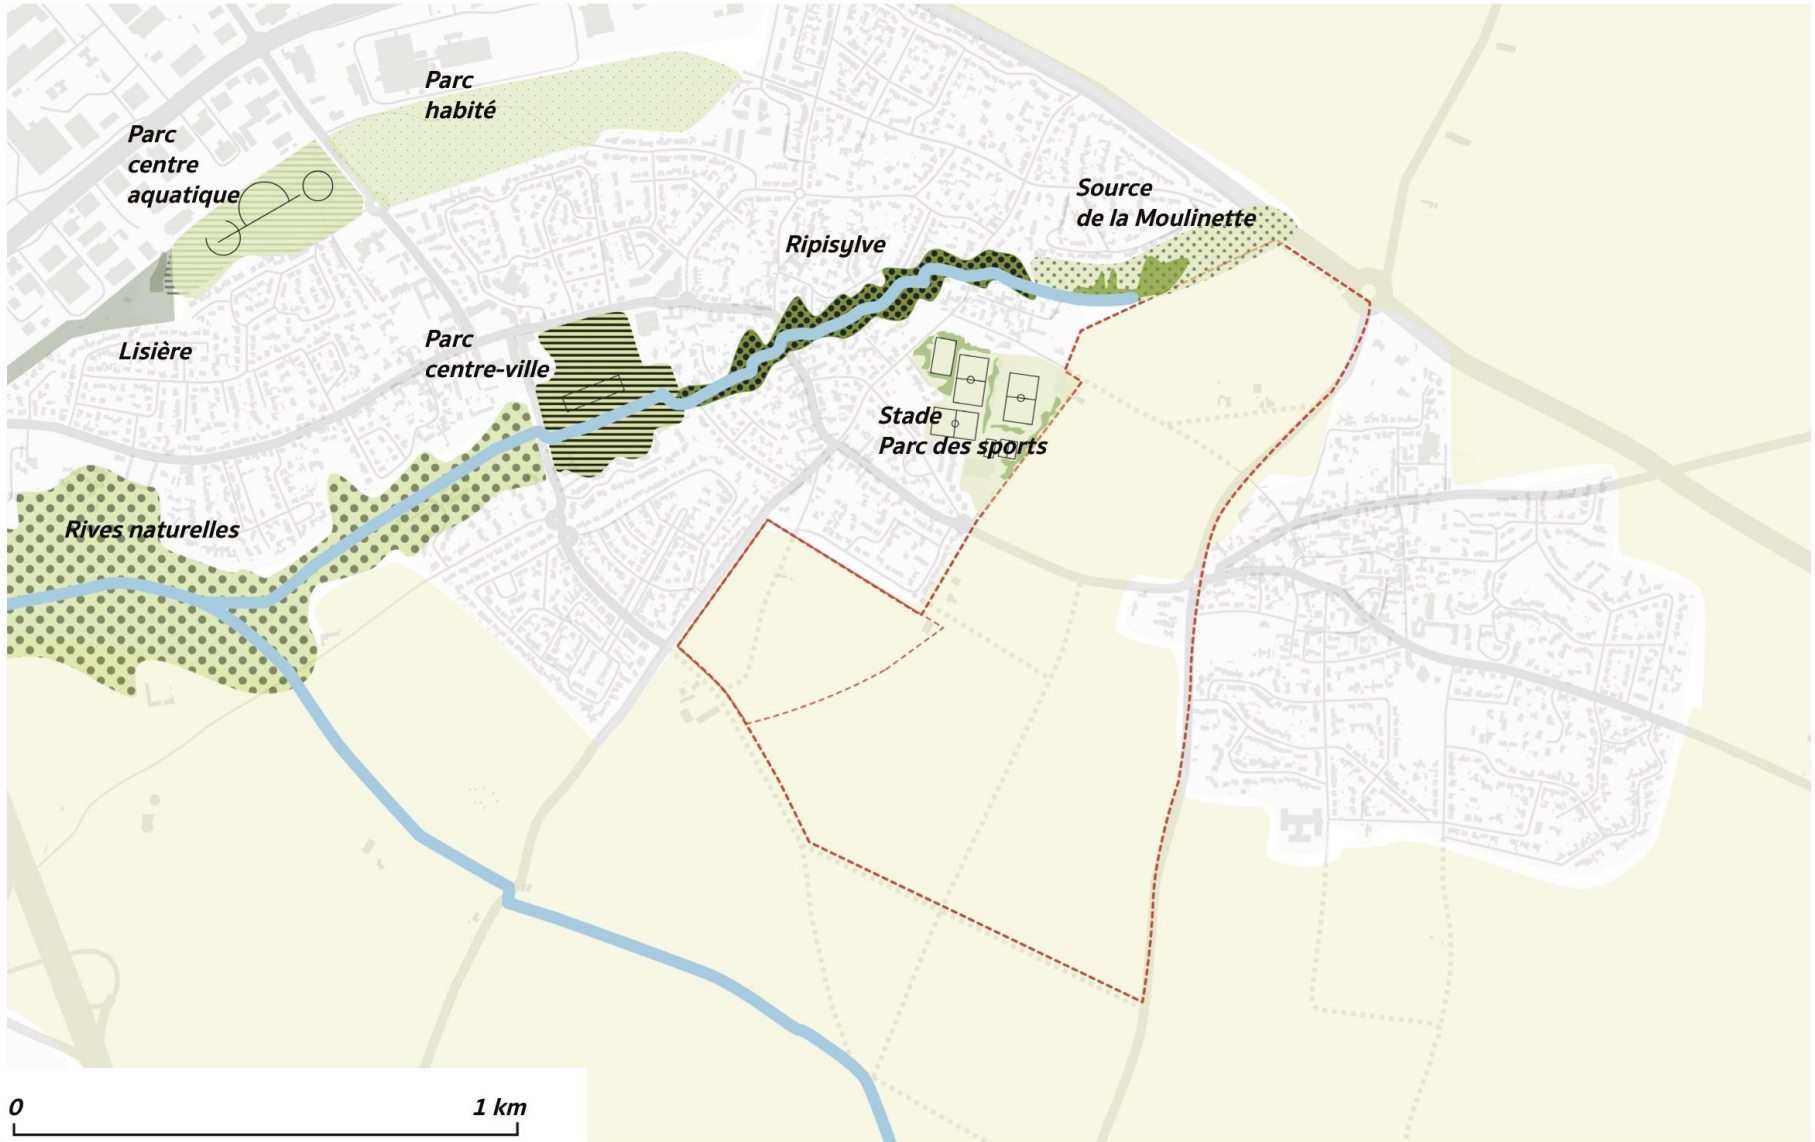 Parc
habité
Parc
centre
aquatique
Source
de la Moulinette
Ripisylve
Lisière
Parc
centre-ville
Stade
Parc des sports
Rives naturelles
0 1 km